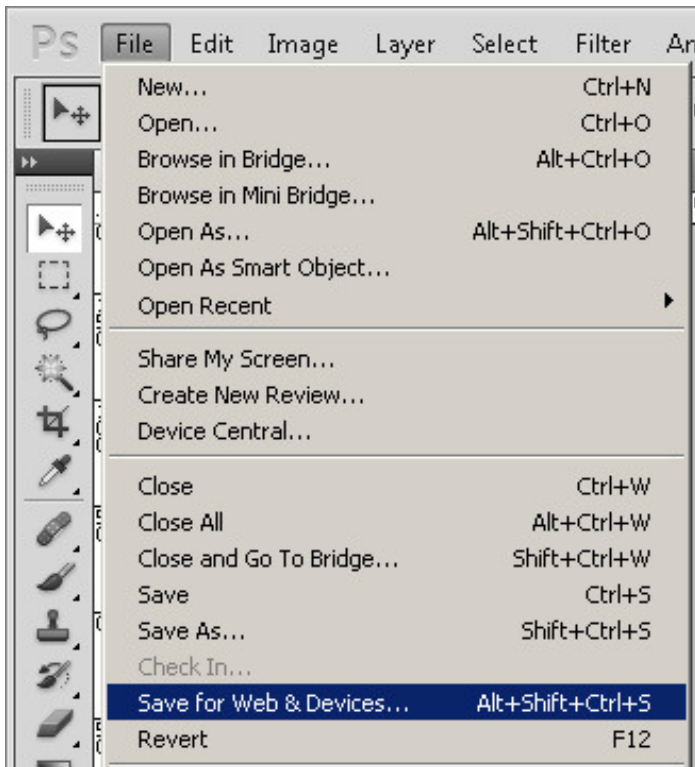 Ps File Edit Image Layer Select Filter
New... Ctrl+N
Open... Ctrl+O
Browse in Bridge... Alt+Ctrl+O
Browse in Mini Bridge...
Open As... Alt+Shift+Ctrl+O
Open As Smart Object...
Open Recent
Share My Screen...
Create New Review...
Device Central...
Close Ctrl+W
Close All Alt+Ctrl+W
Close and Go To Bridge... Shift+Ctrl+W
Save Ctrl+S
Save As... Shift+Ctrl+S
Check In...
Save for Web & Devices... Alt+Shift+Ctrl+S
Revert F12